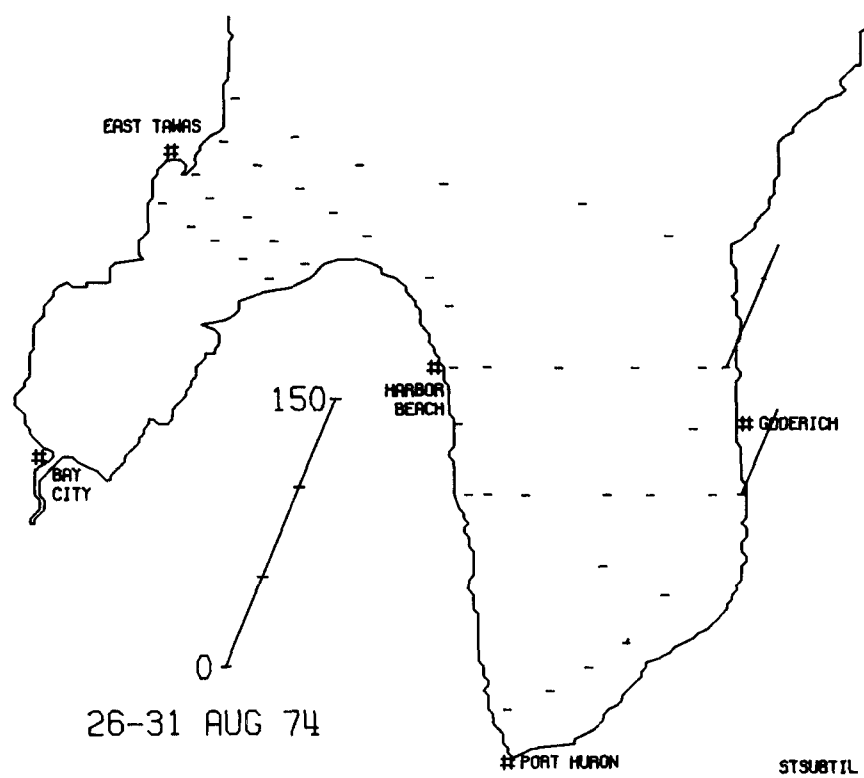 EAST TAWAS
HARBOR
BEACH
150
GODERICH
BAY
CITY
0
26-31 AUG 74
PORT HURON
STSUBTIL